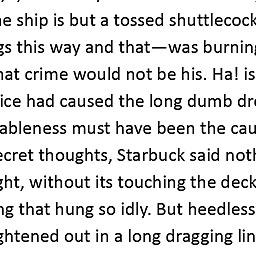 e ship is but a tossed shuttlecock
gs this way and that—was burning
hat crime would not be his. Ha! is
ice had caused the long dumb dre
ableness must have been the cau
ecret thoughts, Starbuck said noth
ght, without its touching the deck
ng that hung so idly. But heedless
ghtened out in a long dragging lin